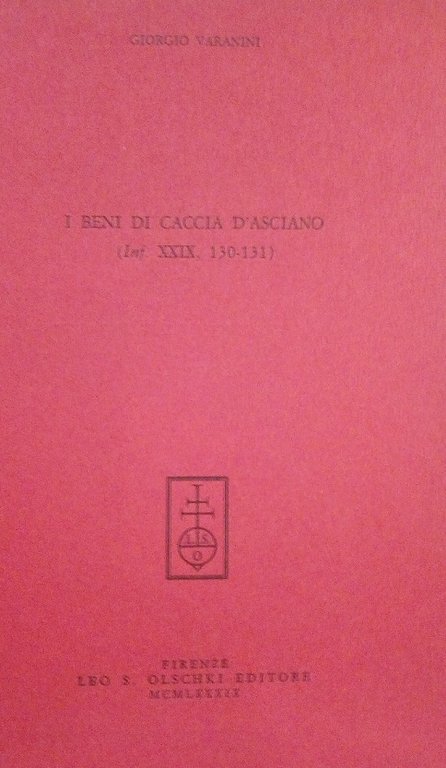 GIORGIO VARANINI
I BENI DI CACCIA D'ASCIANO
(Inf. XXIX, 130-131)
L S
O
FIRENZE
LEO S. OLSCHKI EDITORE
MCMLXXXIX